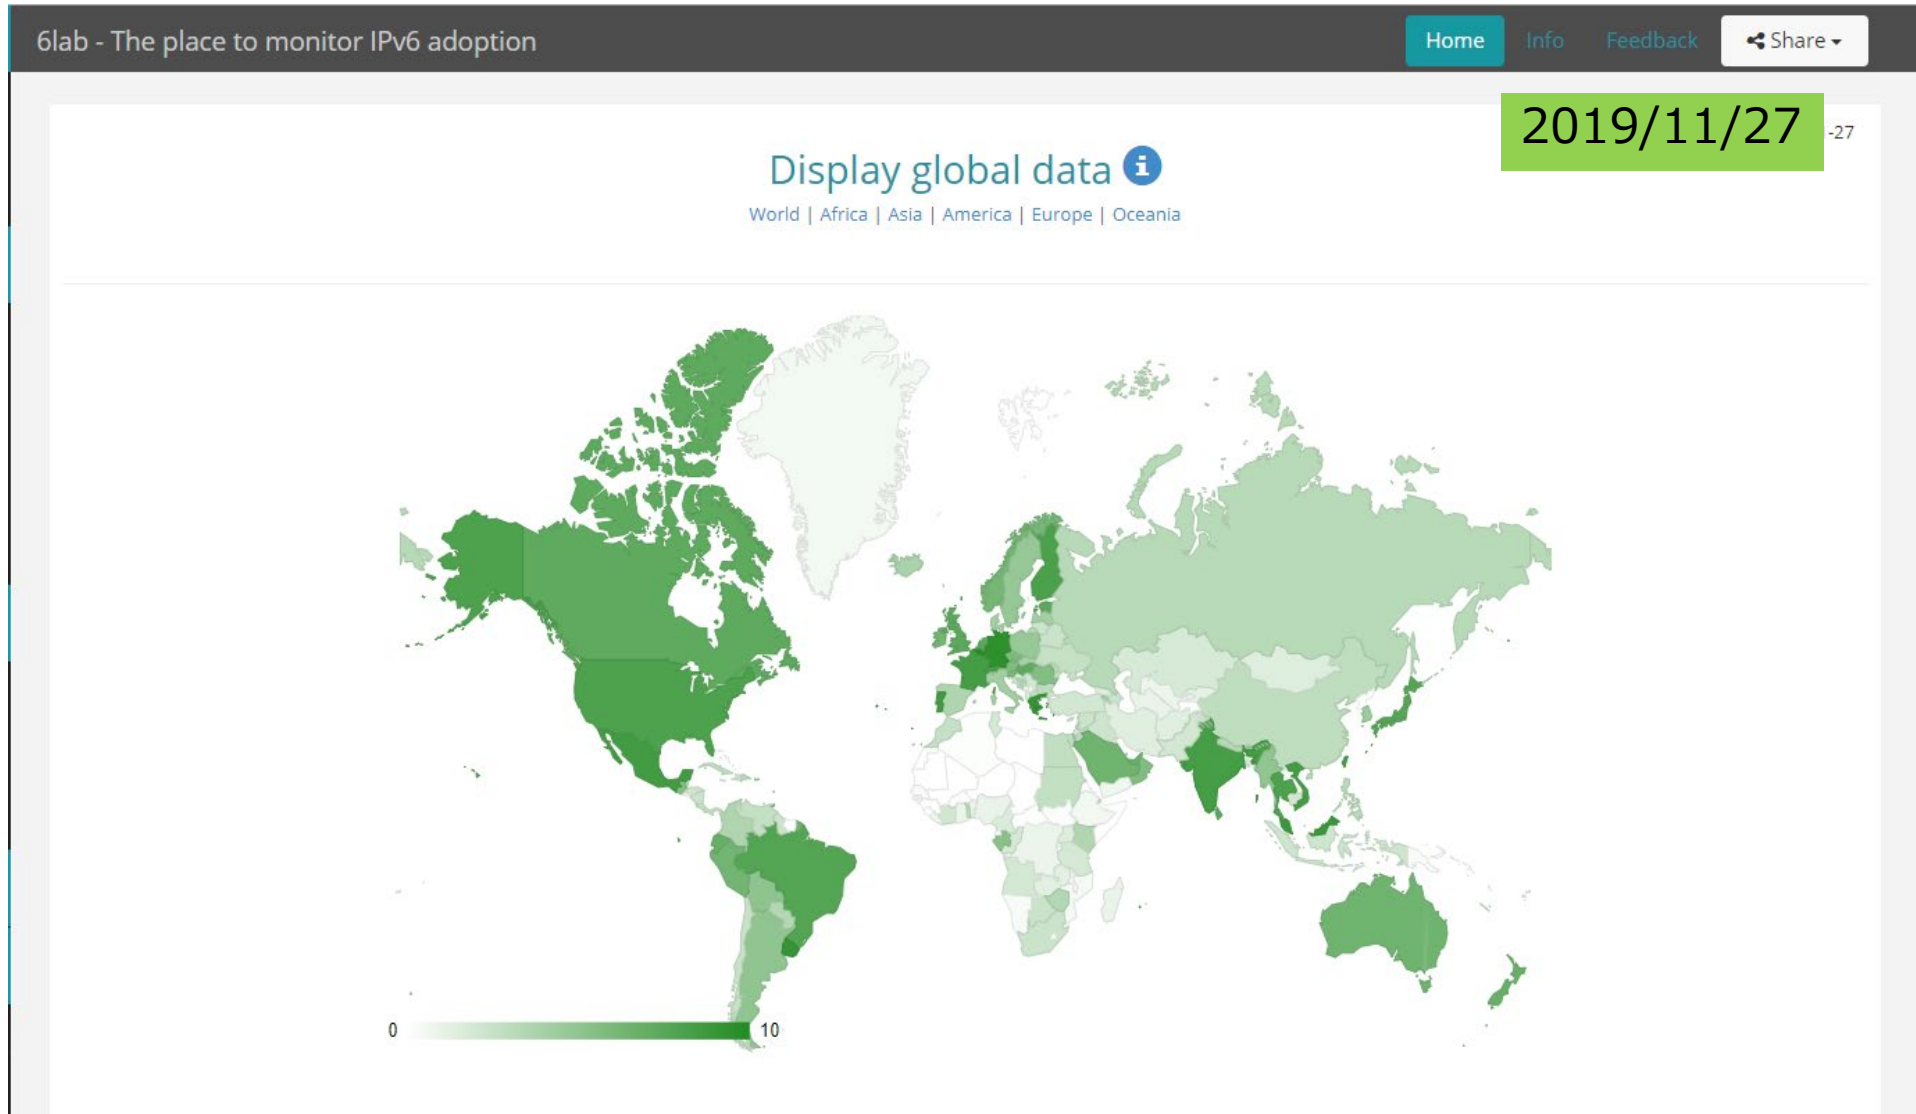 6lab - The place to monitor IPv6 adoption
Home Info Feedback Share
2019/11/27
-27
Display global data
World | Africa | Asia | America | Europe | Oceania
0 10